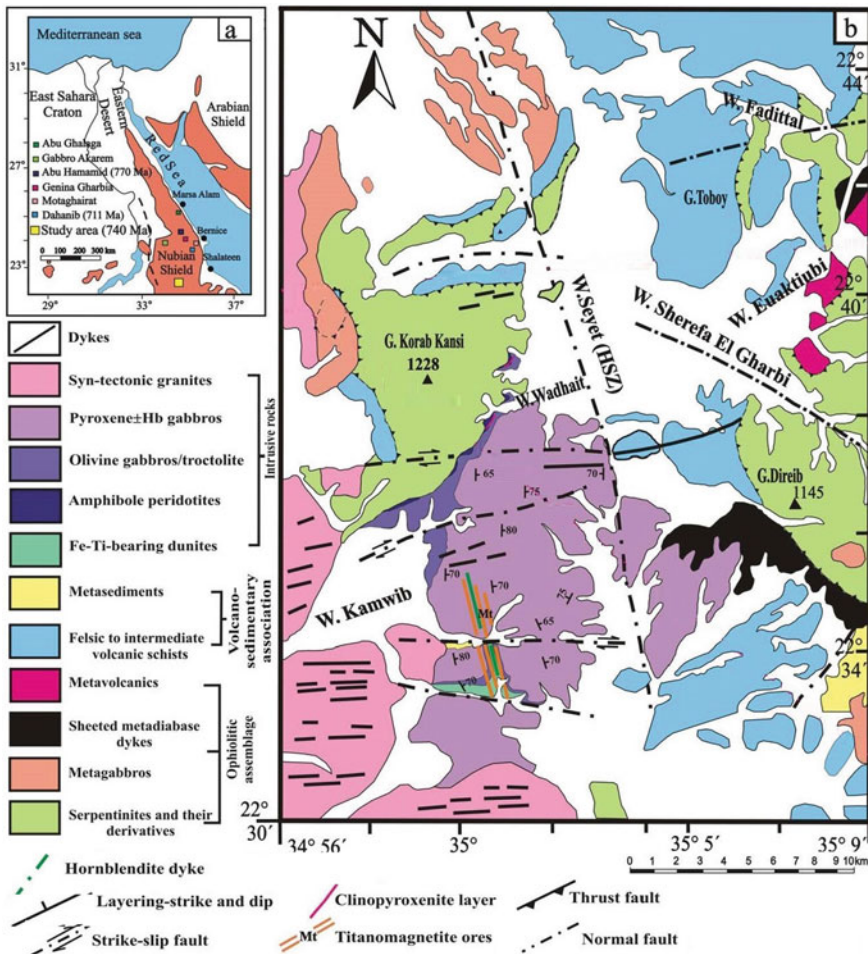 a
Mediterranean sea
31°
East Sahara
Craton
Eastern
Desert
Arabian
Shield
Red Sea
27°
Abu Ghalaga
Gabbro Akarem
Abu Hamamid (770 Ma)
Genina Gharbia
Motaghairat
Dahanib (711 Ma)
Study area (740 Ma)
Marsa Alam
Bernice
Shalateen
0 100 200 300 km
23°
Nubian
Shield
29° 33° 37°
b
N
22°
44'
W. Fadittal
G.Toboy
W. Euaktiubi
22°
40'
W. Sherefa El Gharbi
W.Seyet (HSZ)
G. Korab Kansi
1228
W.Wadhait
G.Direib
1145
65
70
75
80
70
70
Mt
65
75
W. Kamwib
80
70
70
22°
34'
22°
30'
34° 56' 35° 35° 5' 35° 9'
0 1 2 3 4 5 6 7 8 9 10km
Dykes
Syn-tectonic granites
Pyroxene±Hb gabbros
Olivine gabbros/troctolite
Amphibole peridotites
Fe-Ti-bearing dunites
Intrusive rocks
Metasediments
Felsic to intermediate
volcanic schists
Volcano-
sedimentary
association
Metavolcanics
Sheeted metadiabase
dykes
Metagabbros
Serpentinites and their
derivatives
Ophiolitic
assemblage
Hornblendite dyke
Layering-strike and dip
Strike-slip fault
Clinopyroxenite layer
Mt Titanomagnetite ores
Thrust fault
Normal fault